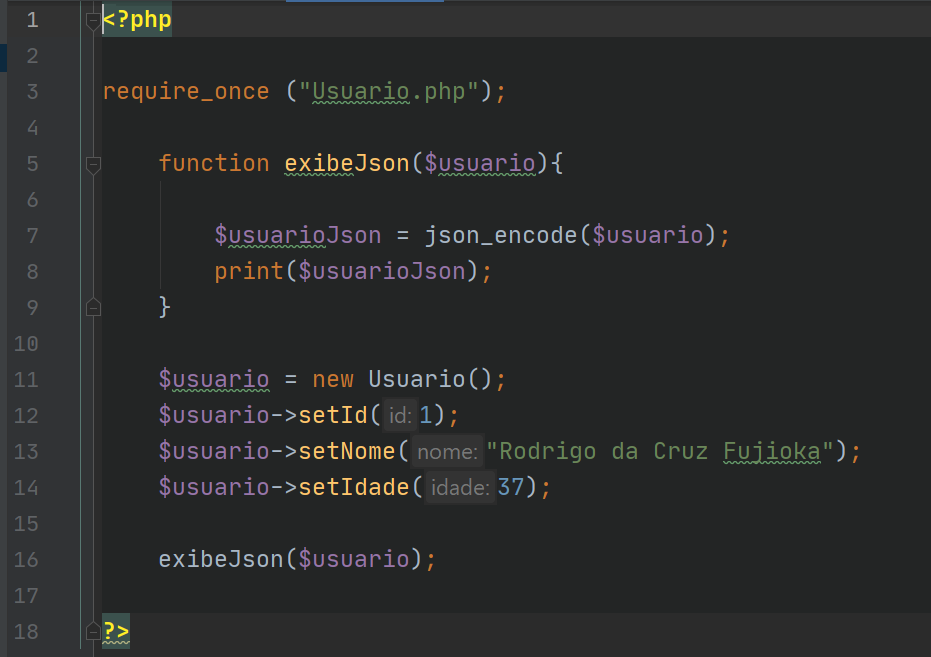 1 <?php
2
3 require_once ("Usuario.php");
4
5 function exibeJson($usuario){
6
7 $usuarioJson = json_encode($usuario);
8 print($usuarioJson);
9 }
10
11 $usuario = new Usuario();
12 $usuario->setId( id: 1);
13 $usuario->setNome( nome: "Rodrigo da Cruz Fujioka");
14 $usuario->setIdade( idade: 37);
15
16 exibeJson($usuario);
17
18 ?>